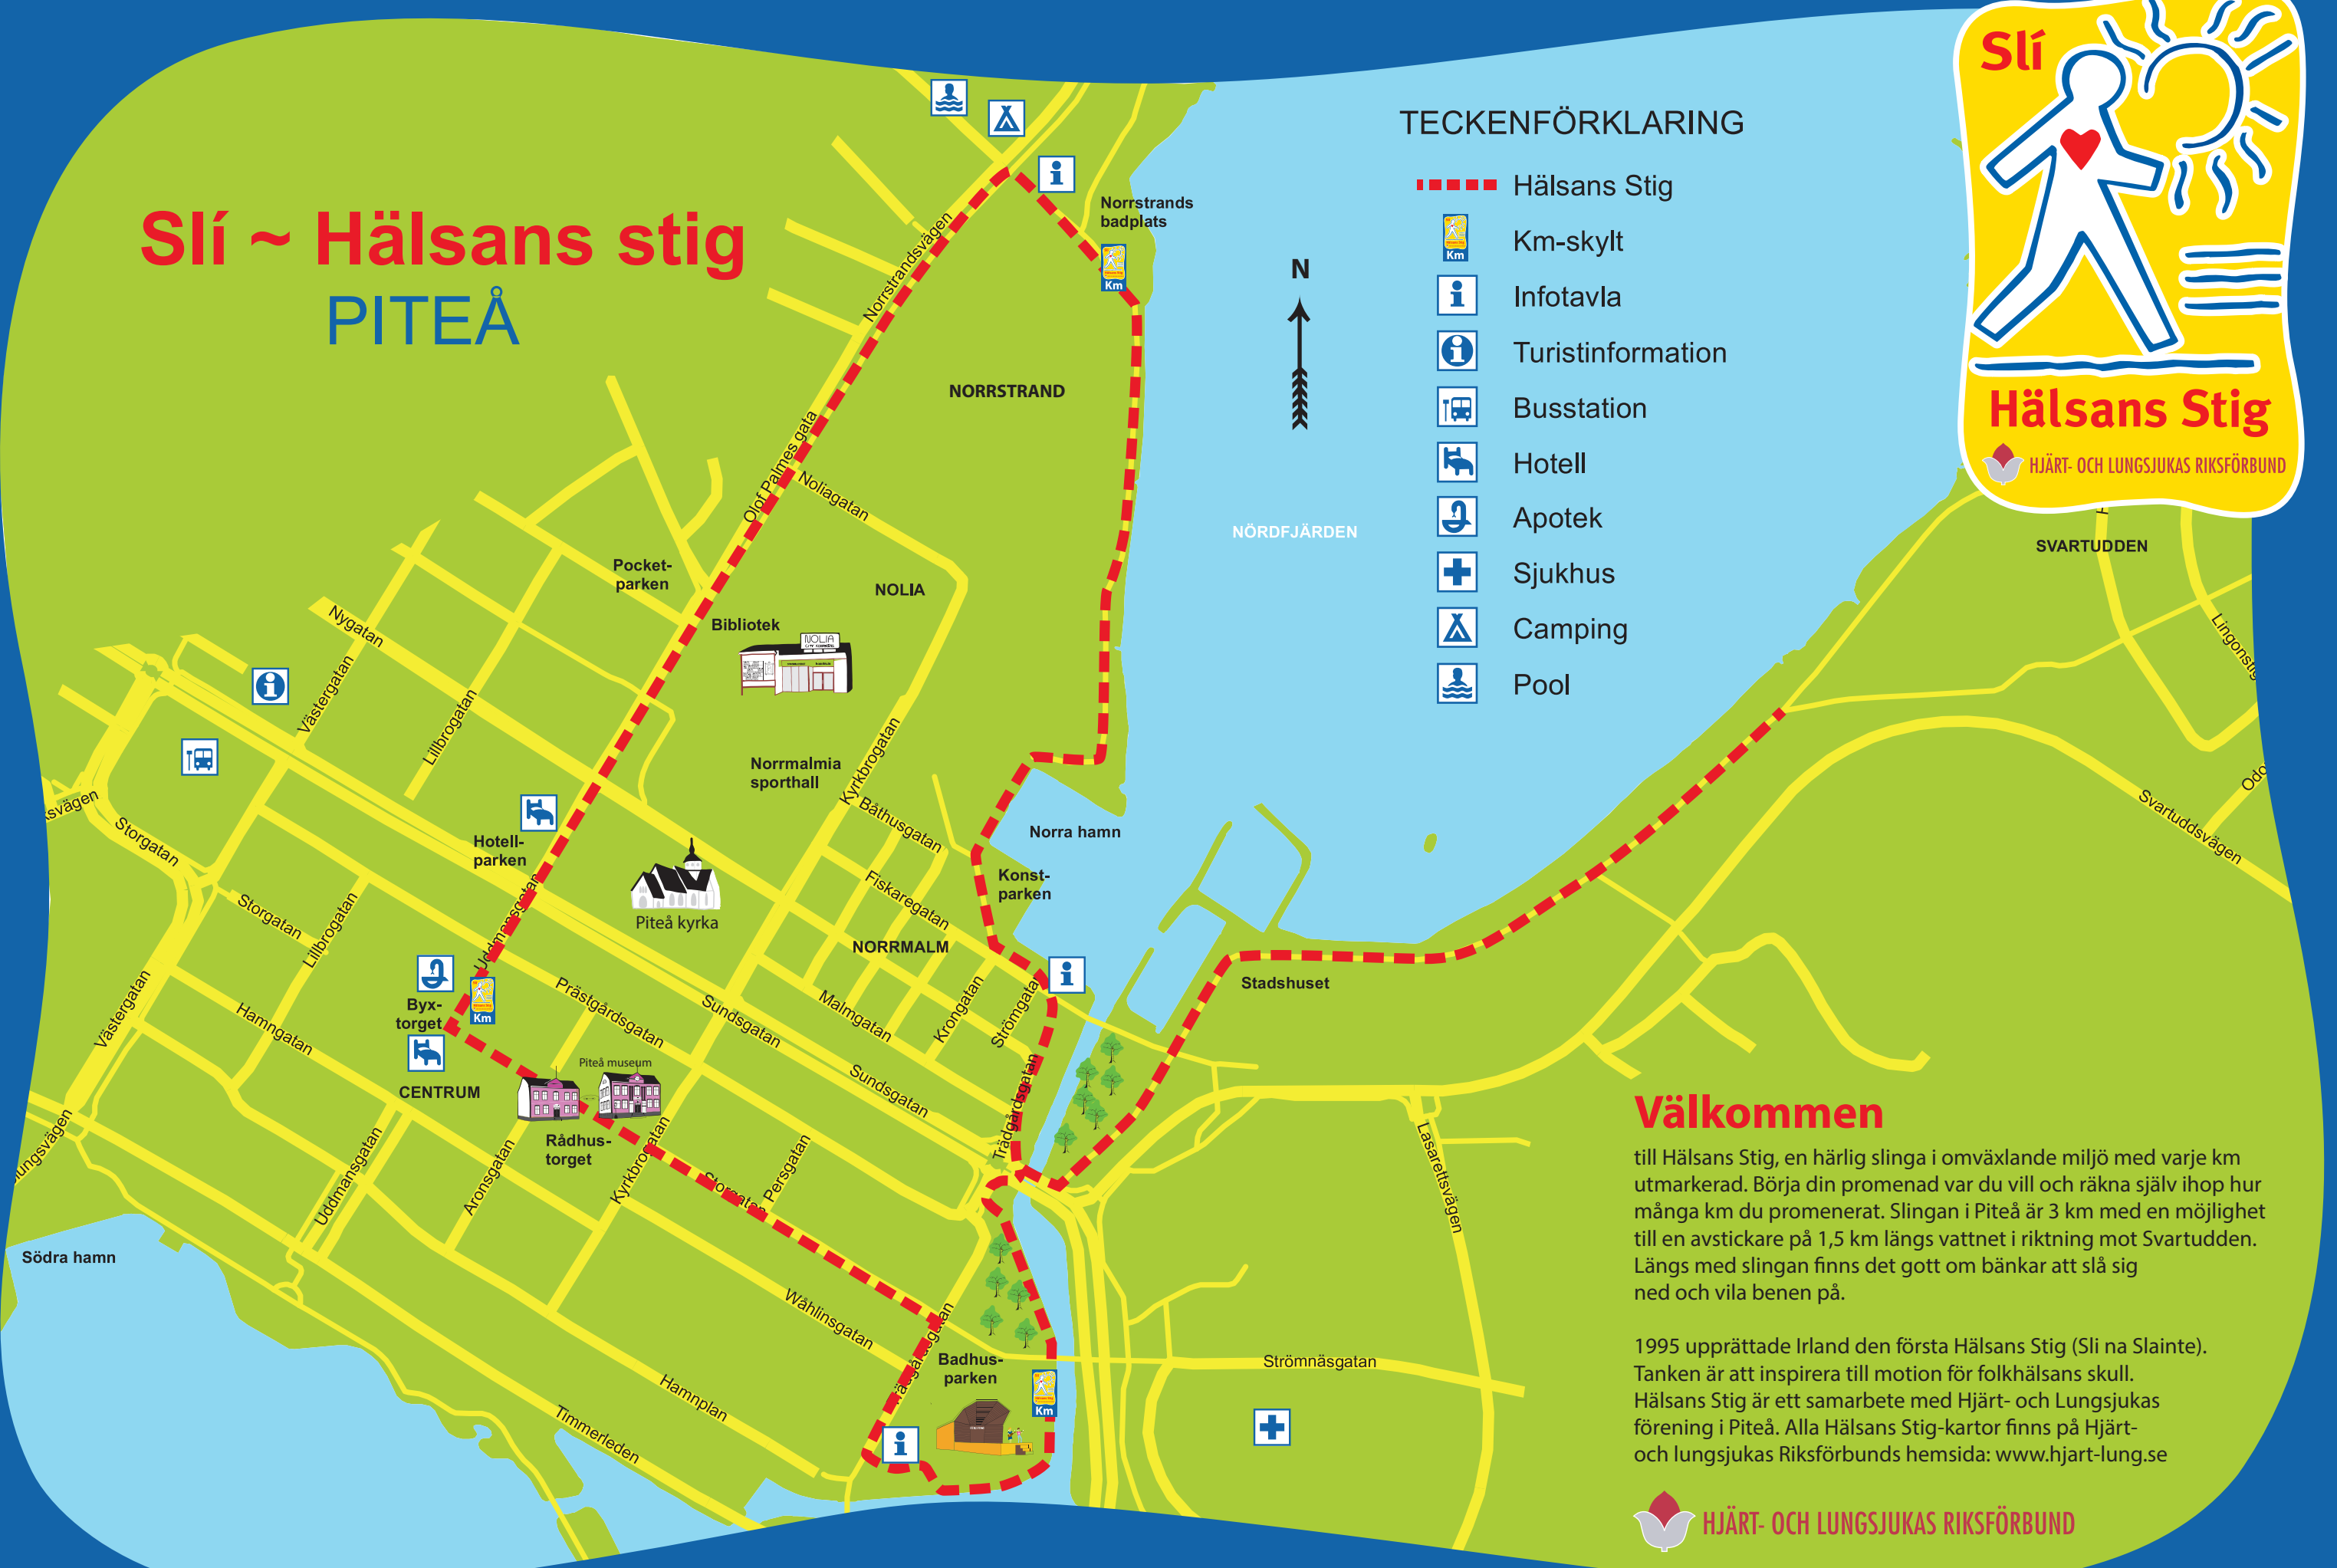 Slí ~ Hälsans stig
PITEÅ
Slí
Hälsans Stig
HJÄRT- OCH LUNGSJUKAS RIKSFÖRBUND
TECKENFÖRKLARING
Hälsans Stig
Km
Km-skylt
Infotavla
Turistinformation
Busstation
Hotell
Apotek
Sjukhus
Camping
Pool
N
Norrstrands
badplats
Km
Norrstrandsvägen
NORRSTRAND
Olof Palmes gata
Noliagatan
NÖRDFJÄRDEN
SVARTUDDEN
Pocket-
parken
NOLIA
Nygatan
Bibliotek
NOLIA
Lingonstig
Västergatan
Lillbrogatan
Kyrkbrogatan
Norrmalmia
sporthall
Båthusgatan
Norra hamn
Svartuddsvägen
Storgatan
Hotell-
parken
Konst-
parken
Fiskaregatan
Piteå kyrka
NORRMALM
Storgatan
Lillbrogatan
Uddmansgatan
Stadshuset
Prästgårdsgatan
Sundsgatan
Malmgatan
Krongatan
Strömgatan
Västergatan
Hamngatan
Byx-
torget
Km
CENTRUM
Piteå museum
Sundsgatan
Trädgårdsgatan
Rådhus-
torget
Uddmansgatan
Aronsgatan
Kyrkbrogatan
Storgatan
Persgatan
Lasarettsvägen
Södra hamn
Wåhlinsgatan
Trädgårdsgatan
Badhus-
parken
Km
Strömnäsgatan
Hamnplan
Timmerleden
Välkommen
till Hälsans Stig, en härlig slinga i omväxlande miljö med varje km
utmarkerad. Börja din promenad var du vill och räkna själv ihop hur
många km du promenerat. Slingan i Piteå är 3 km med en möjlighet
till en avstickare på 1,5 km längs vattnet i riktning mot Svartudden.
Längs med slingan finns det gott om bänkar att slå sig
ned och vila benen på.
1995 upprättade Irland den första Hälsans Stig (Sli na Slainte).
Tanken är att inspirera till motion för folkhälsans skull.
Hälsans Stig är ett samarbete med Hjärt- och Lungsjukas
förening i Piteå. Alla Hälsans Stig-kartor finns på Hjärt-
och lungsjukas Riksförbunds hemsida: www.hjart-lung.se
HJÄRT- OCH LUNGSJUKAS RIKSFÖRBUND